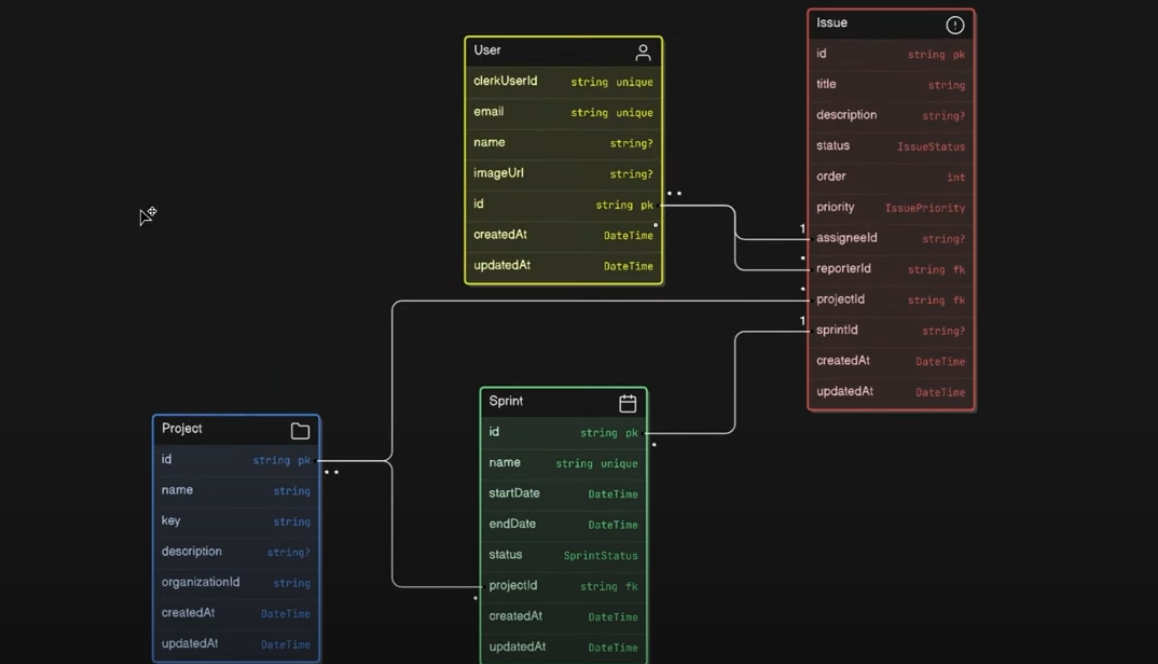 User
clerkUserId string unique
email string unique
name string?
imageUrl string?
id string pk
createdAt DateTime
updatedAt DateTime
Issue
id string pk
title string
description string?
status IssueStatus
order int
priority IssuePriority
1
assigneeId string?
reporterId string fk
projectId string fk
1
sprintId string?
createdAt DateTime
updatedAt DateTime
Project
id string pk
name string
key string
description string?
organizationId string
createdAt DateTime
updatedAt DateTime
Sprint
id string pk
name string unique
startDate DateTime
endDate DateTime
status SprintStatus
projectId string fk
createdAt DateTime
updatedAt DateTime